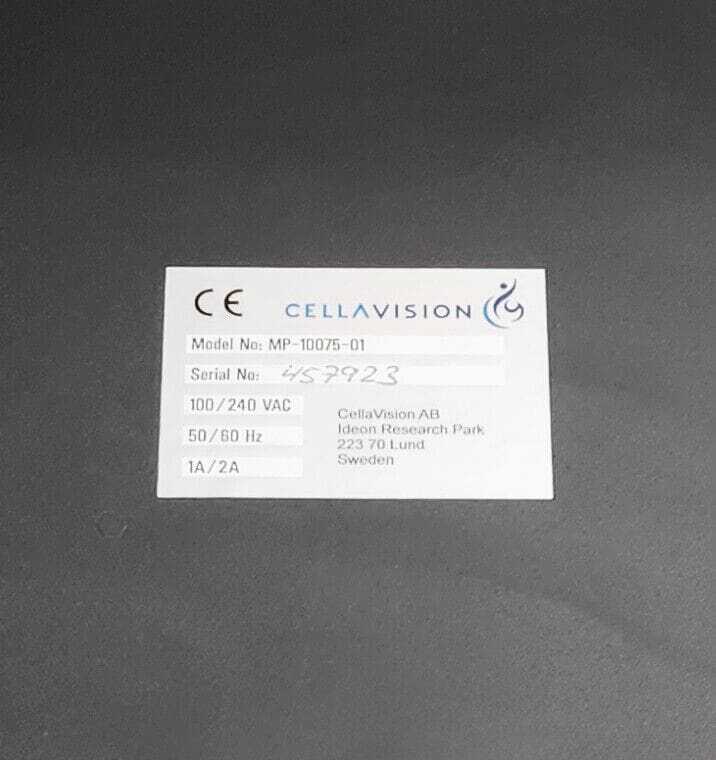 CE CELLAVISION
Model No: MP-10075-01
Serial No: 457923
100/240 VAC
50/60 Hz
1A/2A
CellaVision AB
Ideon Research Park
223 70 Lund
Sweden